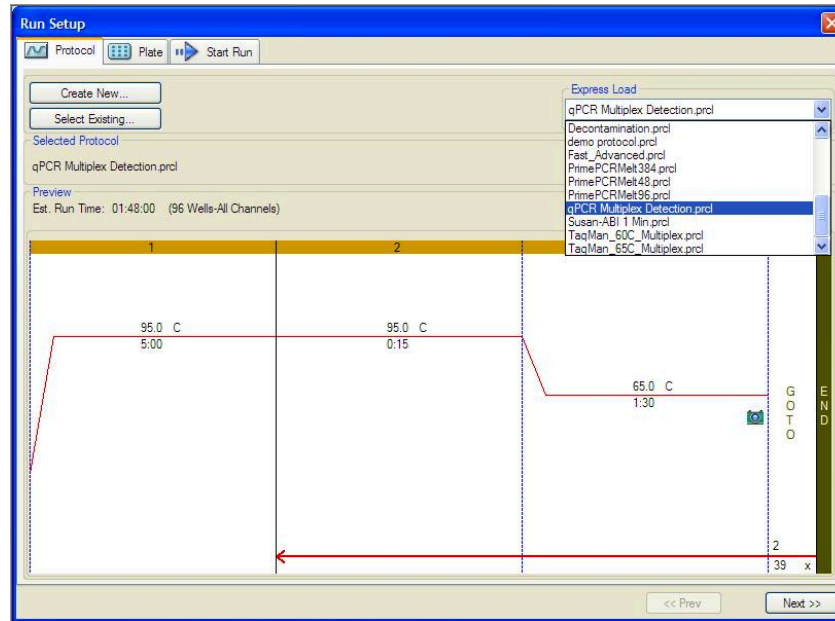 Run Setup
Protocol Plate Start Run
Create New...
Select Existing...
Express Load
qPCR Multiplex Detection.prcl
Decontamination.prcl
demo protocol.prcl
Fast_Advanced.prcl
PrimePCRMelt384.prcl
PrimePCRMelt48.prcl
PrimePCRMelt96.prcl
qPCR Multiplex Detection.prcl
Susan-ABI 1 Min.prcl
TaqMan_60C_Multiplex.prcl
TaqMan_65C_Multiplex.prcl
Selected Protocol
qPCR Multiplex Detection.prcl
Preview
Est. Run Time: 01:48:00 (96 Wells-All Channels)
1 2
95.0 C
5:00
95.0 C
0:15
65.0 C
1:30
GOTO
END
2
39 x
<< Prev Next >>